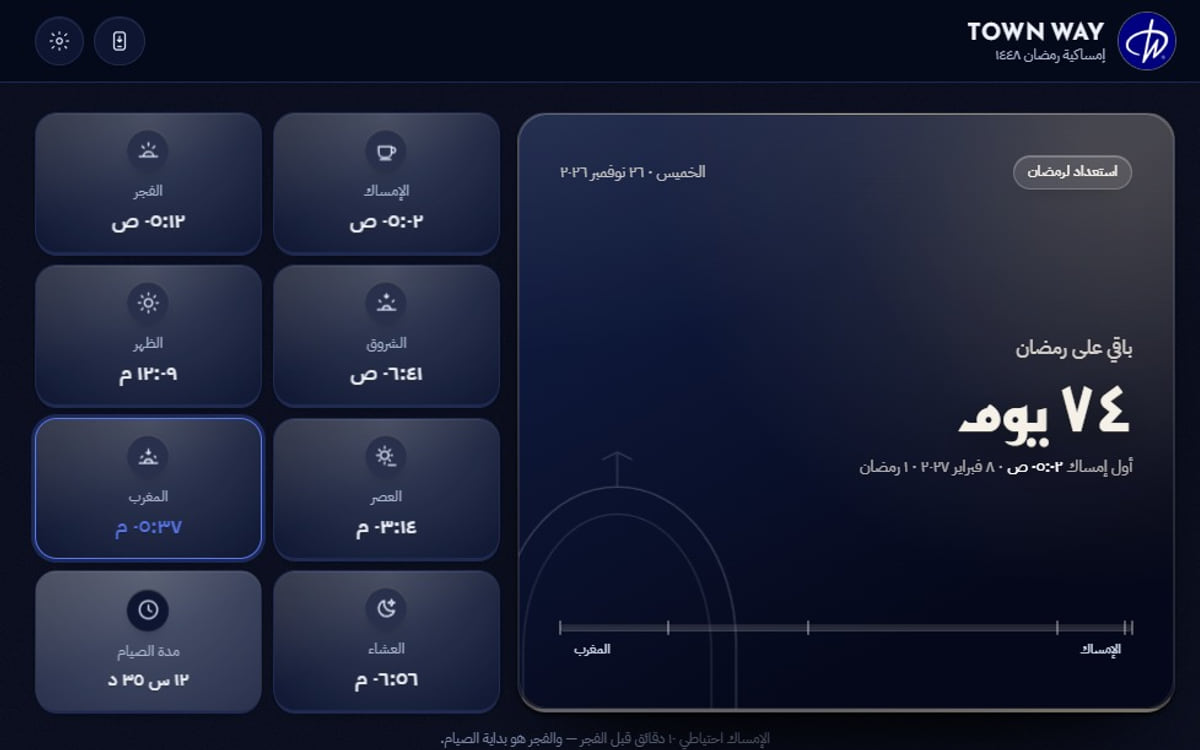 TOWN WAY
إمساكية رمضان ١٤٤٨
استعداد لرمضان
الخميس · ٢٦ نوفمبر ٢٠٢٦
باقي على رمضان
٧٤ يوم
أول إمساك ٠٥:٠٢ ص · ٨ فبراير ٢٠٢٧ · ١ رمضان
الإمساك
المغرب
الإمساك
٠٥:٠٢ ص
الفجر
٠٥:١٢ ص
الشروق
٠٦:٤١ ص
الظهر
١٢:٠٩ م
العصر
٠٣:١٤ م
المغرب
٠٥:٣٧ م
العشاء
٠٦:٥٦ م
مدة الصيام
١٢ س ٣٥ د
الإمساك احتياطي ١٠ دقائق قبل الفجر — والفجر هو بداية الصيام.